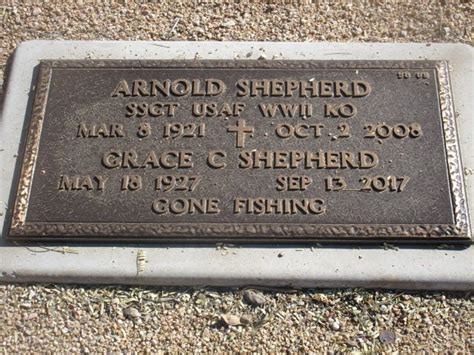 ARNOLD SHEPHERD
SSGT USAF WWII KO
MAR 8 1921 OCT 2 2008
GRACE C SHEPHERD
MAY 18 1927 SEP 13 2017
GONE FISHING